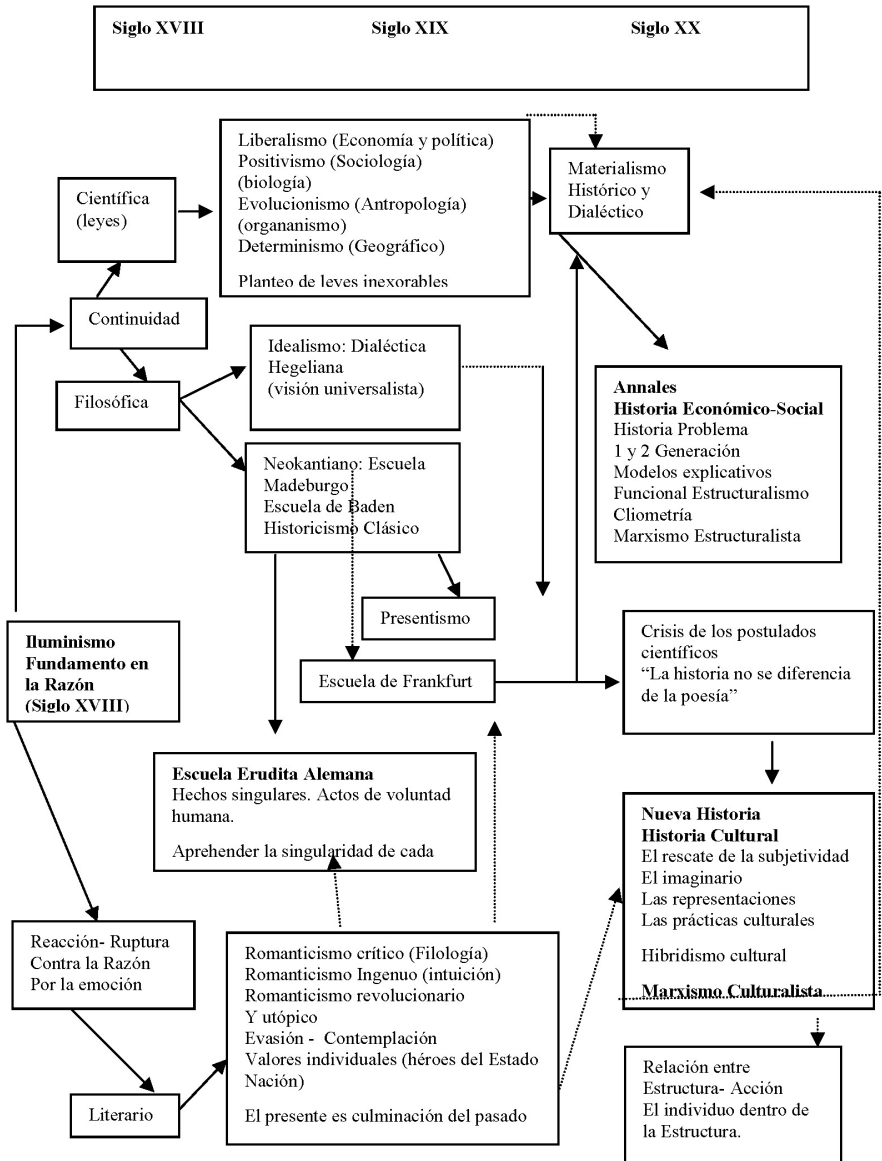 Siglo XVIII Siglo XIX Siglo XX
Liberalismo (Economía y política)
Positivismo (Sociología)
(biología)
Evolucionismo (Antropología)
(organanismo)
Determinismo (Geográfico)
Planteo de leyes inexorables
Materialismo
Histórico y
Dialéctico
Científica
(leyes)
Continuidad
Filosófica
Idealismo: Dialéctica
Hegeliana
(visión universalista)
Neokantiano: Escuela
Madeburgo
Escuela de Baden
Historicismo Clásico
Annales
Historia Económico-Social
Historia Problema
1 y 2 Generación
Modelos explicativos
Funcional Estructuralismo
Cliometría
Marxismo Estructuralista
Presentismo
Escuela de Frankfurt
Crisis de los postulados
científicos
“La historia no se diferencia
de la poesía”
Iluminismo
Fundamento en
la Razón
(Siglo XVIII)
Escuela Erudita Alemana
Hechos singulares. Actos de voluntad
humana.
Aprehender la singularidad de cada
Nueva Historia
Historia Cultural
El rescate de la subjetividad
El imaginario
Las representaciones
Las prácticas culturales
Hibridismo cultural
Marxismo Culturalista
Reacción- Ruptura
Contra la Razón
Por la emoción
Literario
Romanticismo crítico (Filología)
Romanticismo Ingenuo (intuición)
Romanticismo revolucionario
Y utópico
Evasión - Contemplación
Valores individuales (héroes del Estado
Nación)
El presente es culminación del pasado
Relación entre
Estructura- Acción
El individuo dentro de
la Estructura.